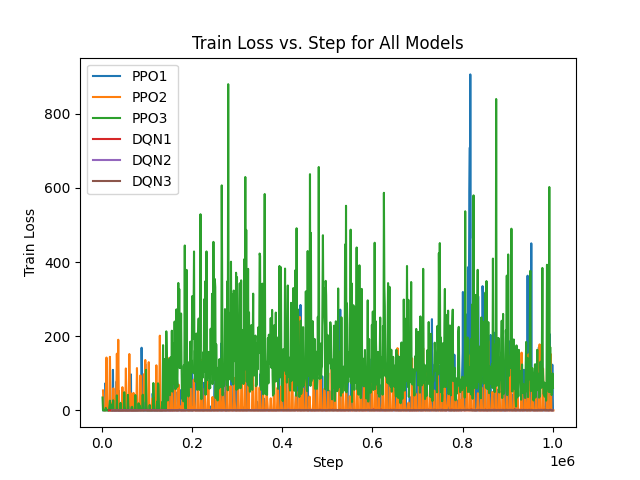 Train Loss vs. Step for All Models
PPO1
PPO2
PPO3
DQN1
DQN2
DQN3
Train Loss
800
600
400
200
0
0.0 0.2 0.4 0.6 0.8 1.0
1e6
Step